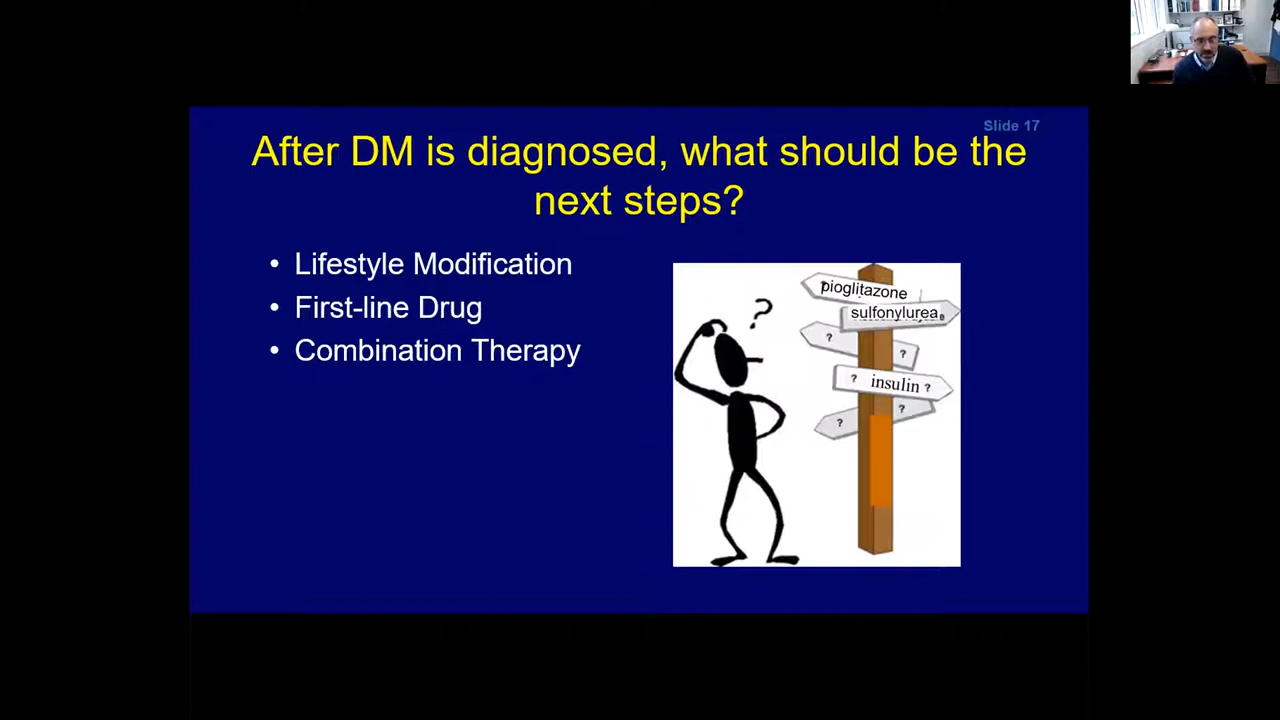 Slide 17
After DM is diagnosed, what should be the
next steps?
• Lifestyle Modification
• First-line Drug
• Combination Therapy
?
pioglitazone
sulfonylurea
?
?
? insulin ?
?
?